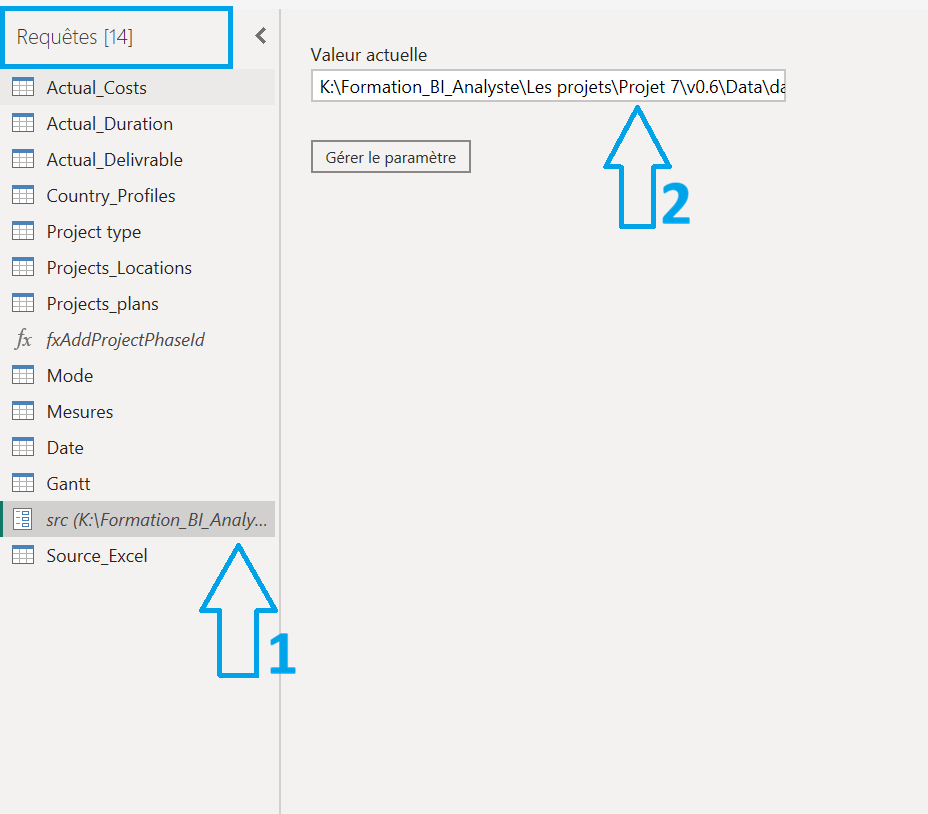 Requêtes [14]
Actual_Costs
Actual_Duration
Actual_Delivrable
Country_Profiles
Project type
Projects_Locations
Projects_plans
fx fxAddProjectPhaseId
Mode
Mesures
Date
Gantt
src (K:\Formation_BI_Analy...
Source_Excel
1
Valeur actuelle
K:\Formation_BI_Analyste\Les projets\Projet 7\v0.6\Data\da
Gérer le paramètre
2